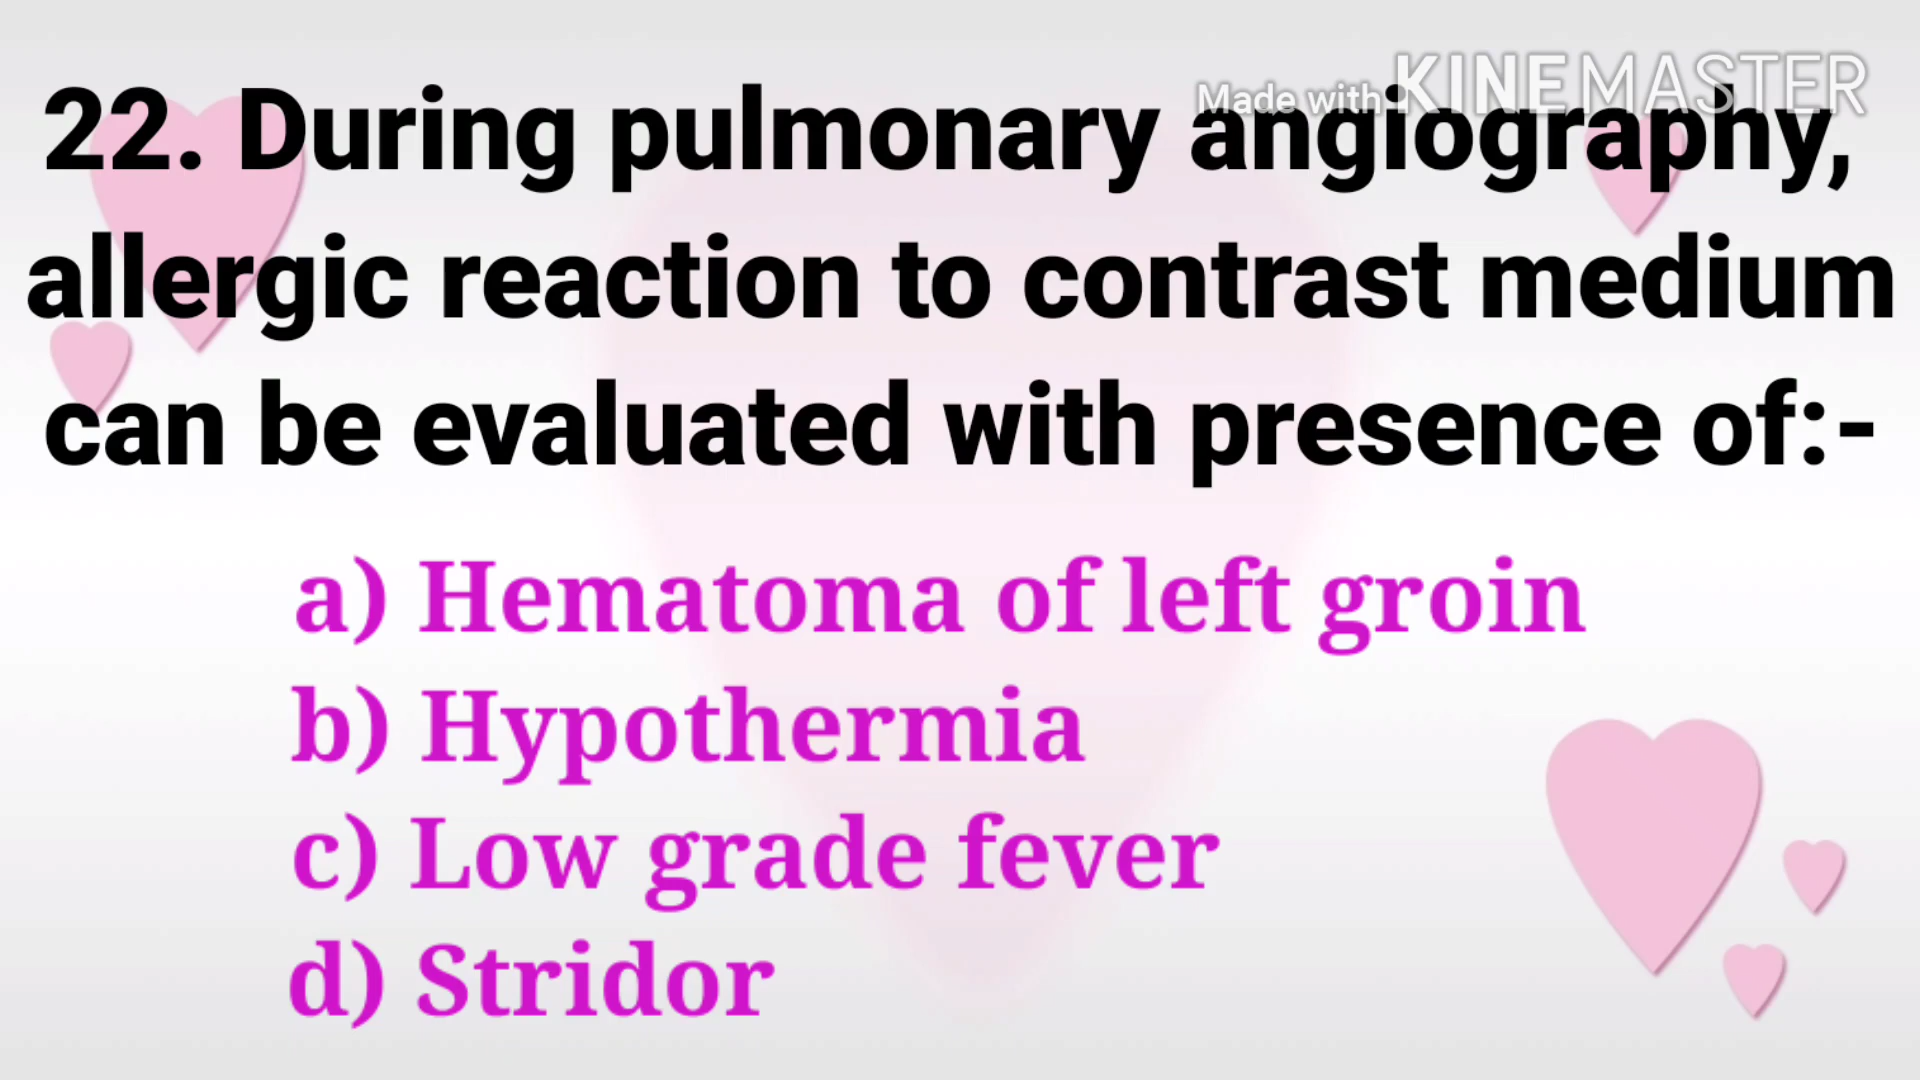 Made with KINEMASTER
22. During pulmonary angiography,
allergic reaction to contrast medium
can be evaluated with presence of:-
a) Hematoma of left groin
b) Hypothermia
c) Low grade fever
d) Stridor